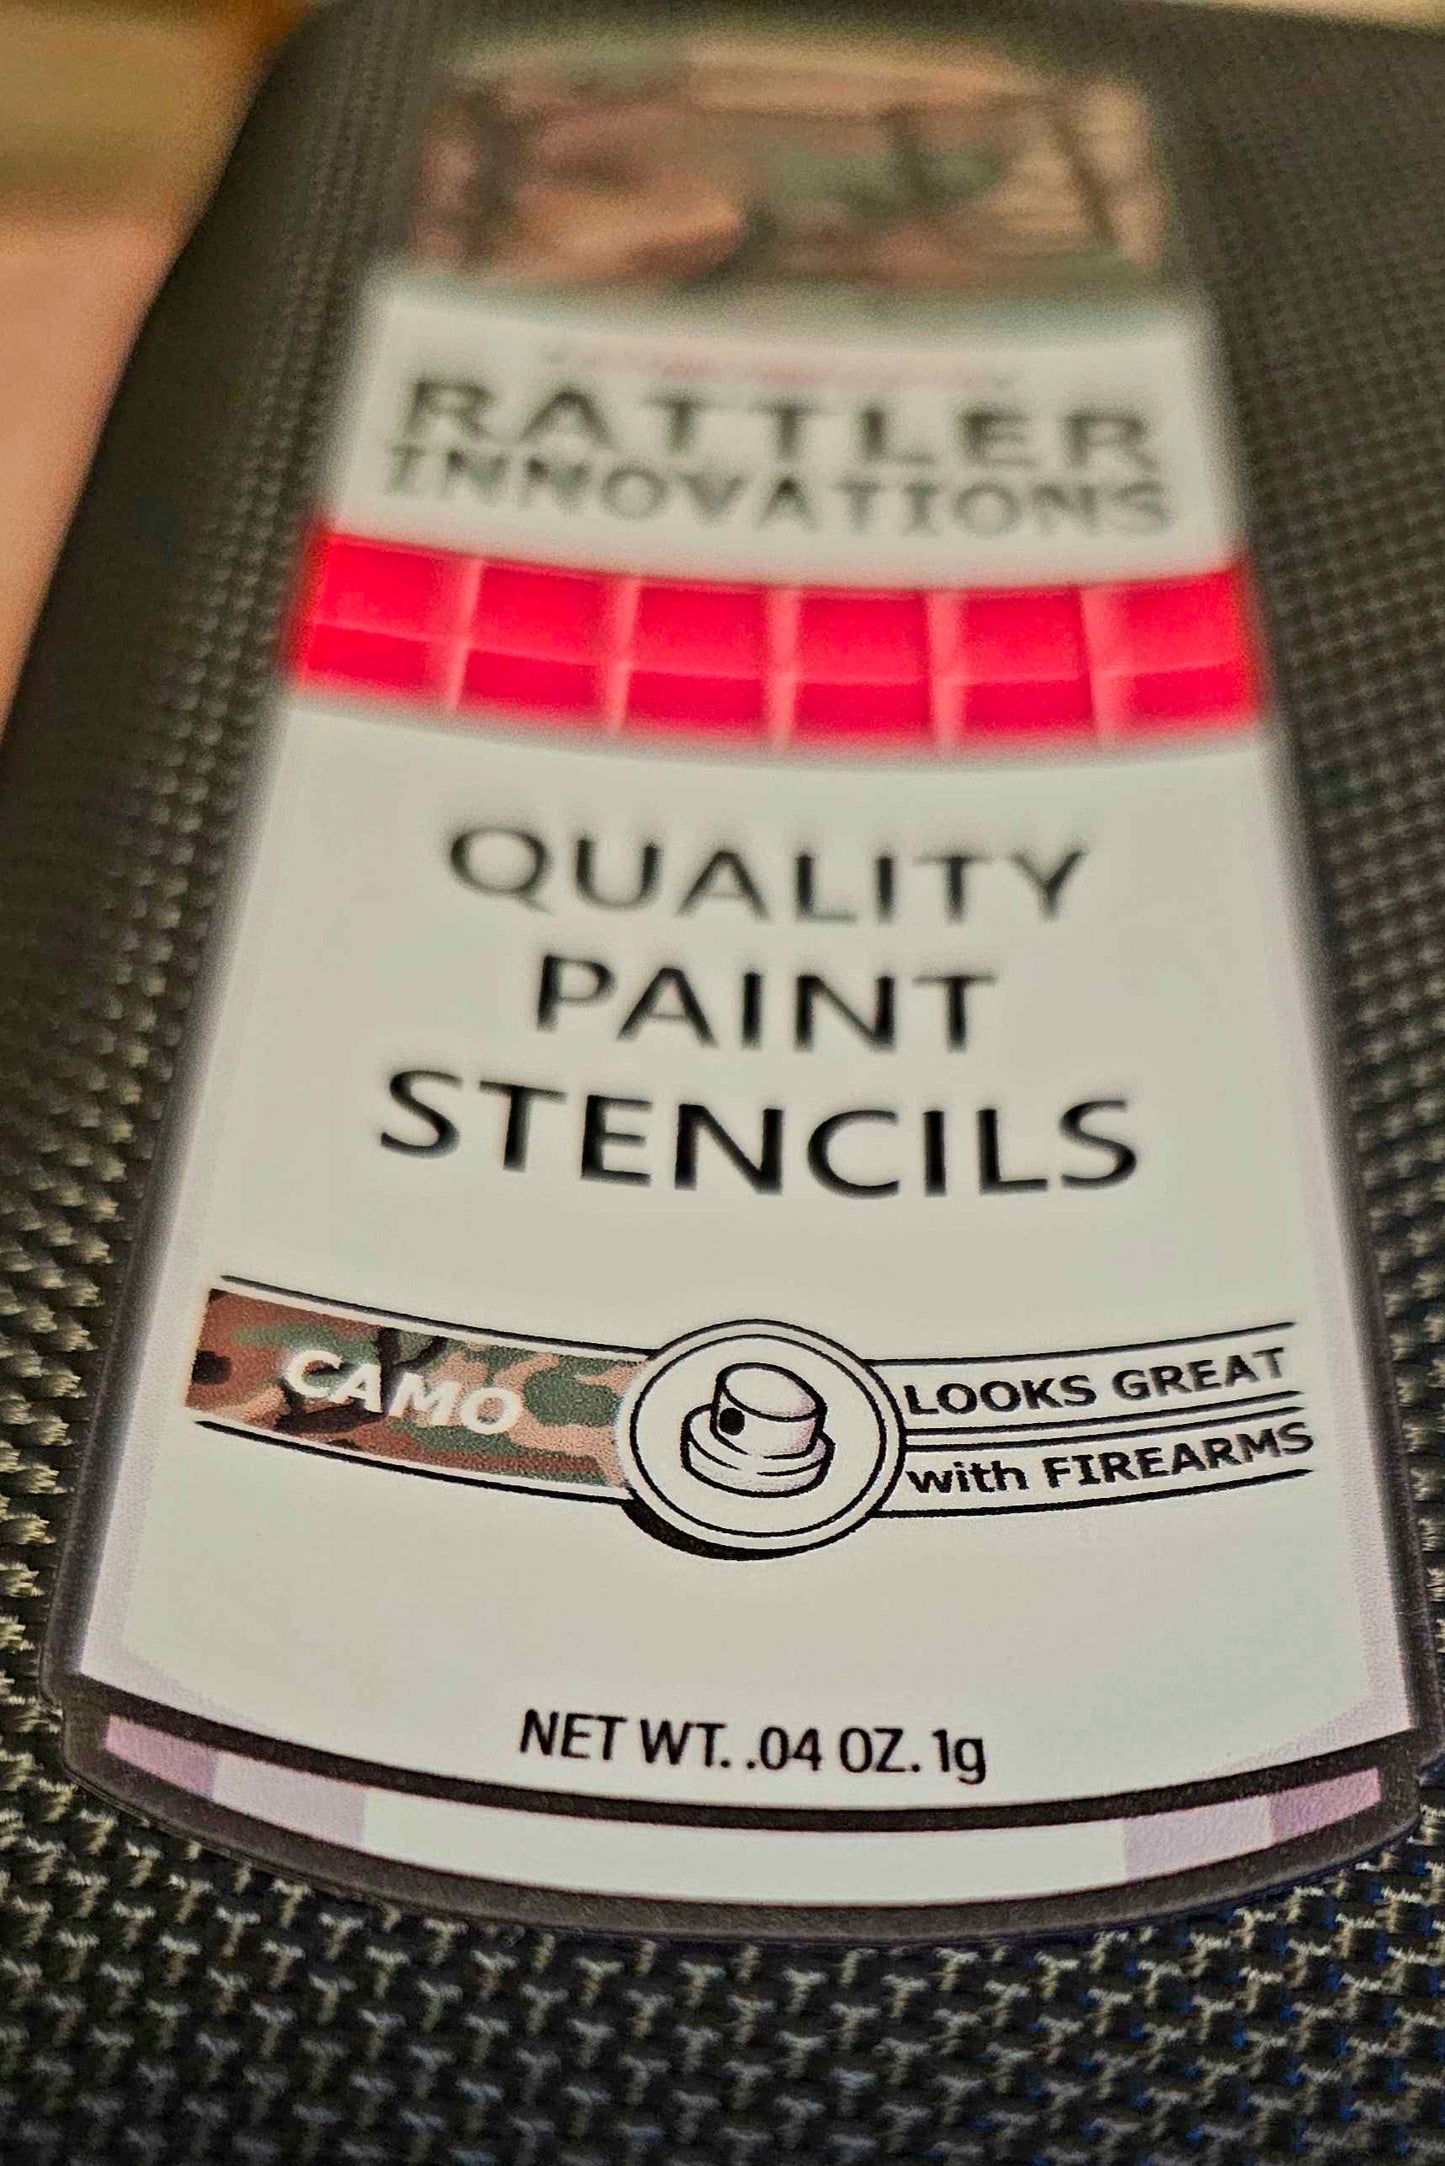 RATTLER
INNOVATIONS
QUALITY
PAINT
STENCILS
CAMO
LOOKS GREAT
with FIREARMS
NET WT. .04 OZ. 1g